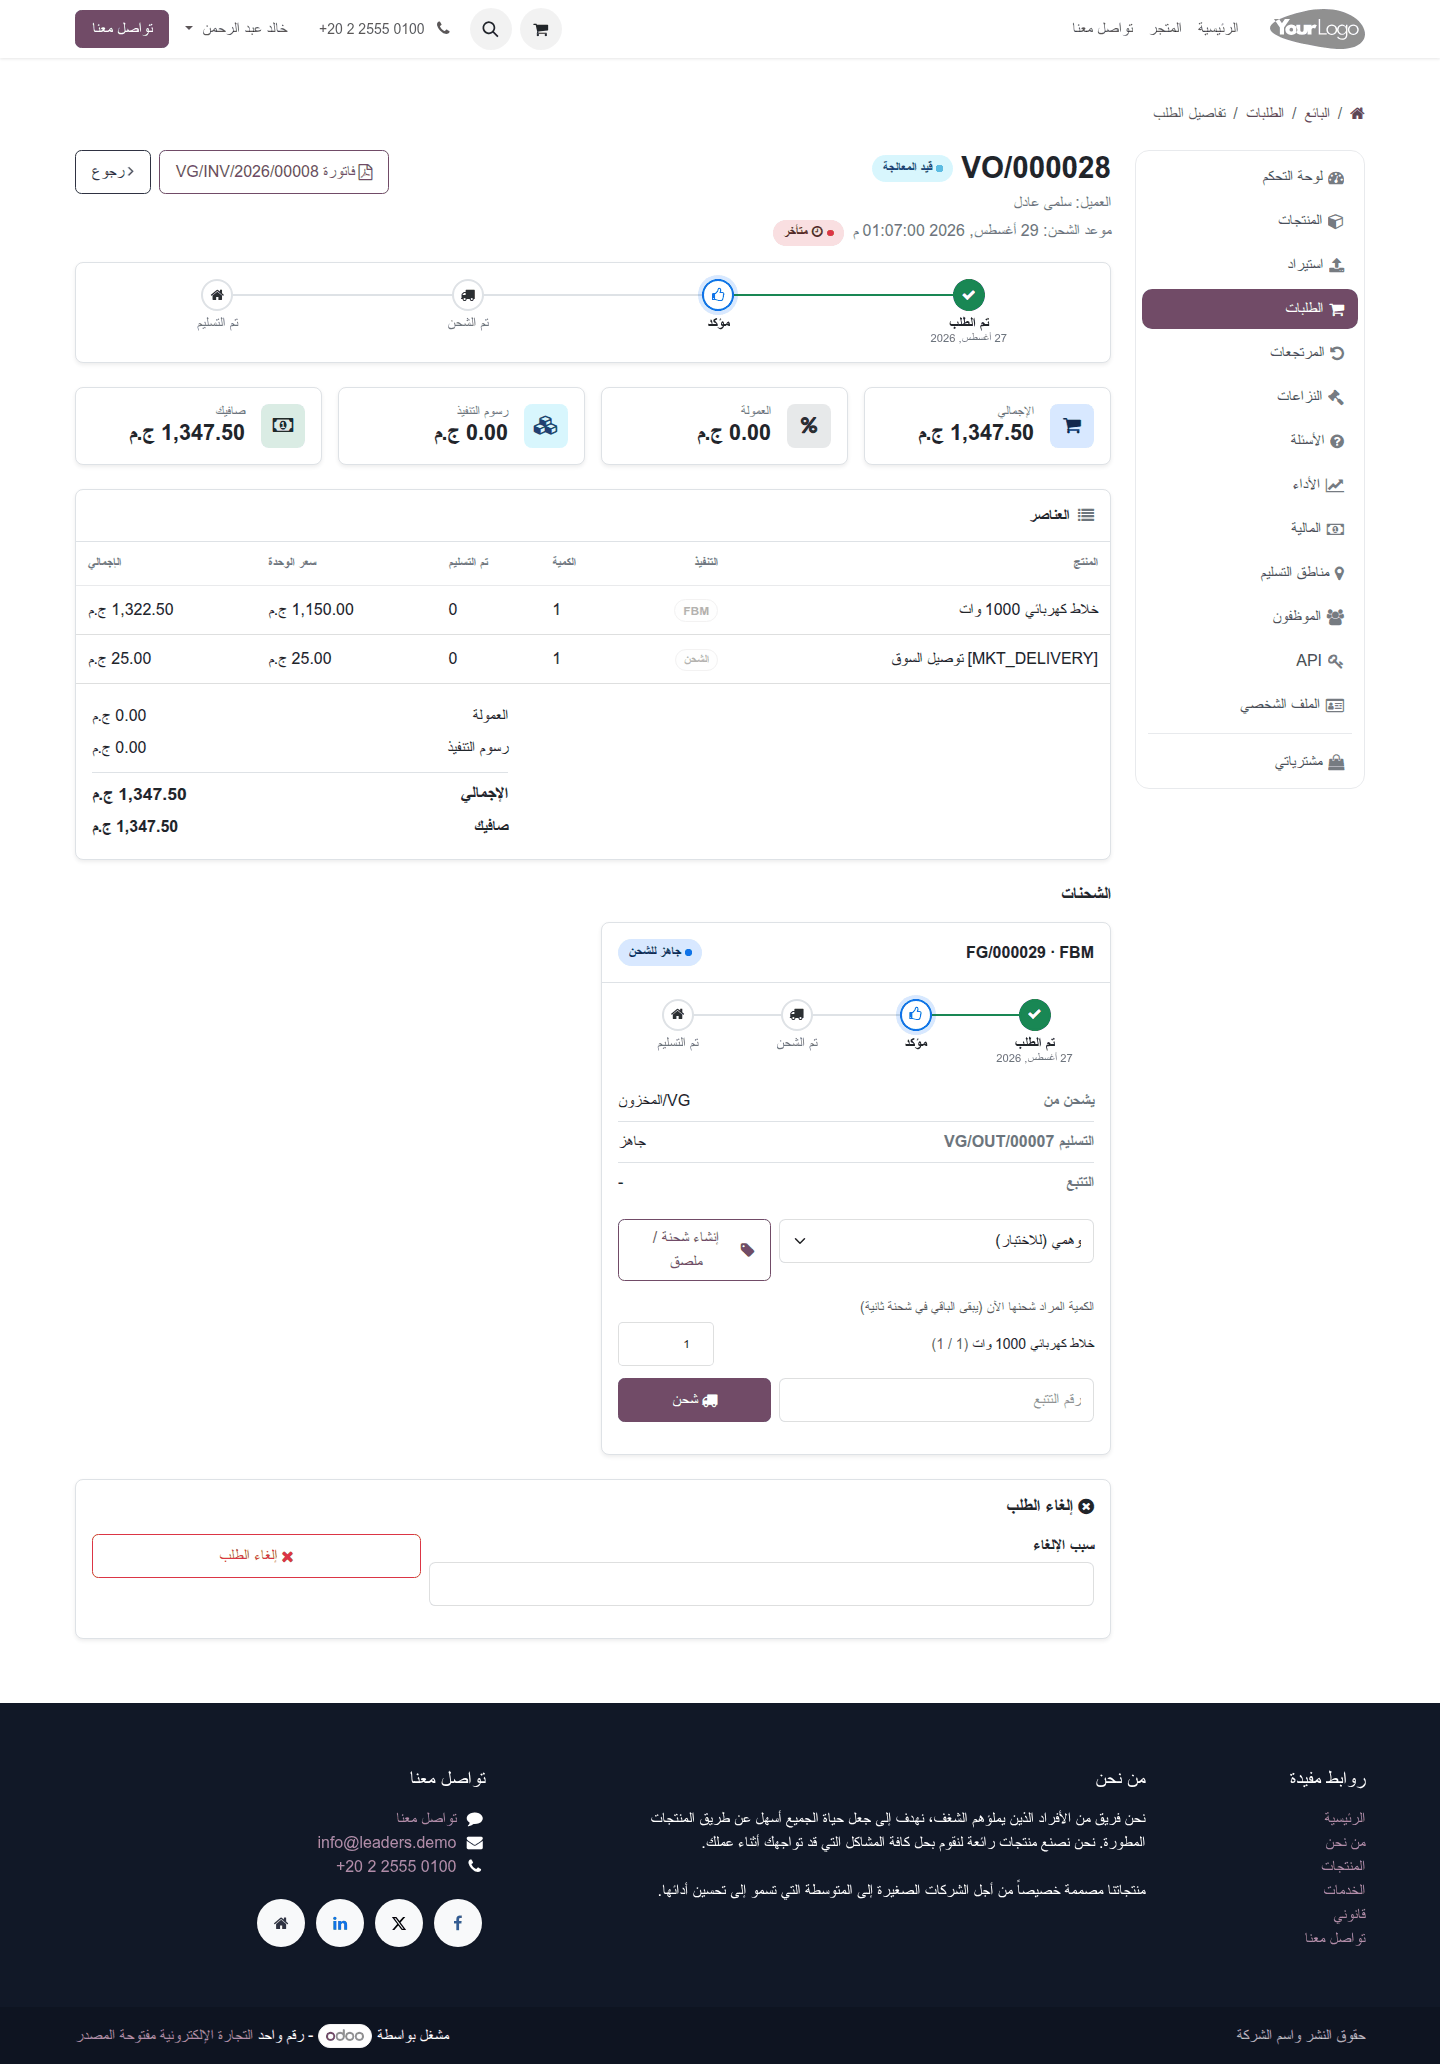 YourLogo
الرئيسية
المتجر
تواصل معنا
+20 2 2555 0100
خالد عبد الرحمن
تواصل معنا
/ البائع / الطلبات / تفاصيل الطلب
لوحة التحكم
المنتجات
استيراد
الطلبات
المرتجعات
النزاعات
الأسئلة
الأداء
المالية
مناطق التسليم
الموظفون
API
الملف الشخصي
مشترياتي
VO/000028
قيد المعالجة
فاتورة VG/INV/2026/00008
رجوع
العميل: سلمى عادل
موعد الشحن: 29 أغسطس, 2026 01:07:00 م
متأخر
تم الطلب
27 أغسطس, 2026
مؤكد
تم الشحن
تم التسليم
الإجمالي
1,347.50 ج.م
العمولة
0.00 ج.م
رسوم التنفيذ
0.00 ج.م
صافيك
1,347.50 ج.م
العناصر
المنتج التنفيذ الكمية تم التسليم سعر الوحدة الإجمالي
خلاط كهربائي 1000 وات FBM 1 0 1,150.00 ج.م 1,322.50 ج.م
[MKT_DELIVERY] توصيل السوق الشحن 1 0 25.00 ج.م 25.00 ج.م
العمولة 0.00 ج.م
رسوم التنفيذ 0.00 ج.م
الإجمالي 1,347.50 ج.م
صافيك 1,347.50 ج.م
الشحنات
FG/000029 · FBM
جاهز للشحن
تم الطلب
27 أغسطس, 2026
مؤكد
تم الشحن
تم التسليم
يشحن من VG/المخزون
التسليم VG/OUT/00007 جاهز
التتبع -
وهمي (للاختبار)
إنشاء شحنة /
ملصق
الكمية المراد شحنها الآن (يبقى الباقي في شحنة ثانية)
خلاط كهربائي 1000 وات (1 / 1) 1
رقم التتبع
شحن
إلغاء الطلب
سبب الإلغاء
إلغاء الطلب
روابط مفيدة
الرئيسية
من نحن
المنتجات
الخدمات
قانوني
تواصل معنا
من نحن
نحن فريق من الأفراد الذين يملؤهم الشغف، نهدف إلى جعل حياة الجميع أسهل عن طريق المنتجات
المطورة. نحن نصنع منتجات رائعة لنقوم بحل كافة المشاكل التي قد تواجهك أثناء عملك.
منتجاتنا مصممة خصيصاً من أجل الشركات الصغيرة إلى المتوسطة التي تسمو إلى تحسين أدائها.
تواصل معنا
تواصل معنا
info@leaders.demo
+20 2 2555 0100
حقوق النشر واسم الشركة
مشغل بواسطة odoo - رقم واحد التجارة الإلكترونية مفتوحة المصدر